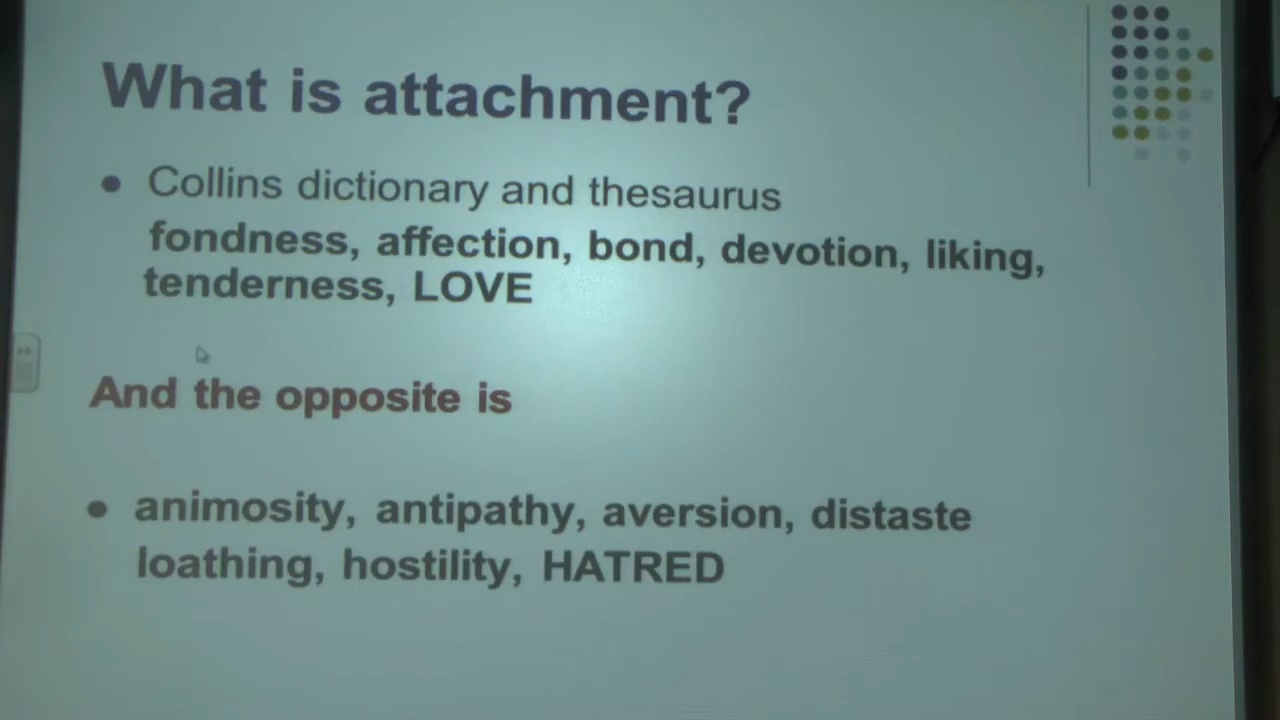 What is attachment?
Collins dictionary and thesaurus
fondness, affection, bond, devotion, liking,
tenderness, LOVE
And the opposite is
animosity, antipathy, aversion, distaste
loathing, hostility, HATRED